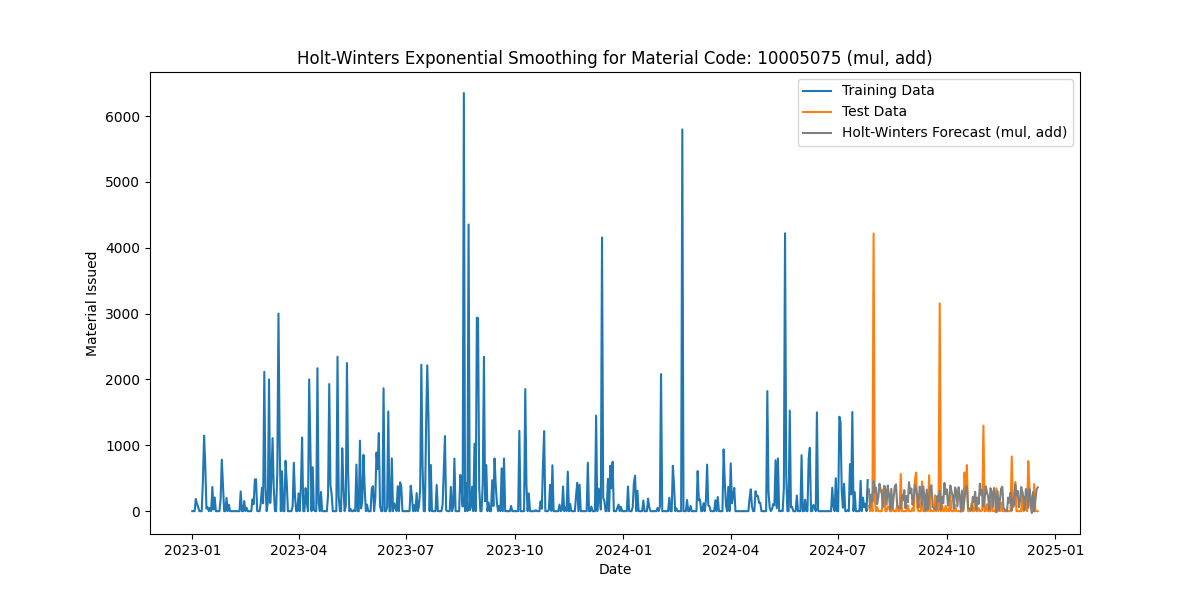 Holt-Winters Exponential Smoothing for Material Code: 10005075 (mul, add)
Training Data
Test Data
Holt-Winters Forecast (mul, add)
Material Issued
6000
5000
4000
3000
2000
1000
0
2023-01 2023-04 2023-07 2023-10 2024-01 2024-04 2024-07 2024-10 2025-01
Date